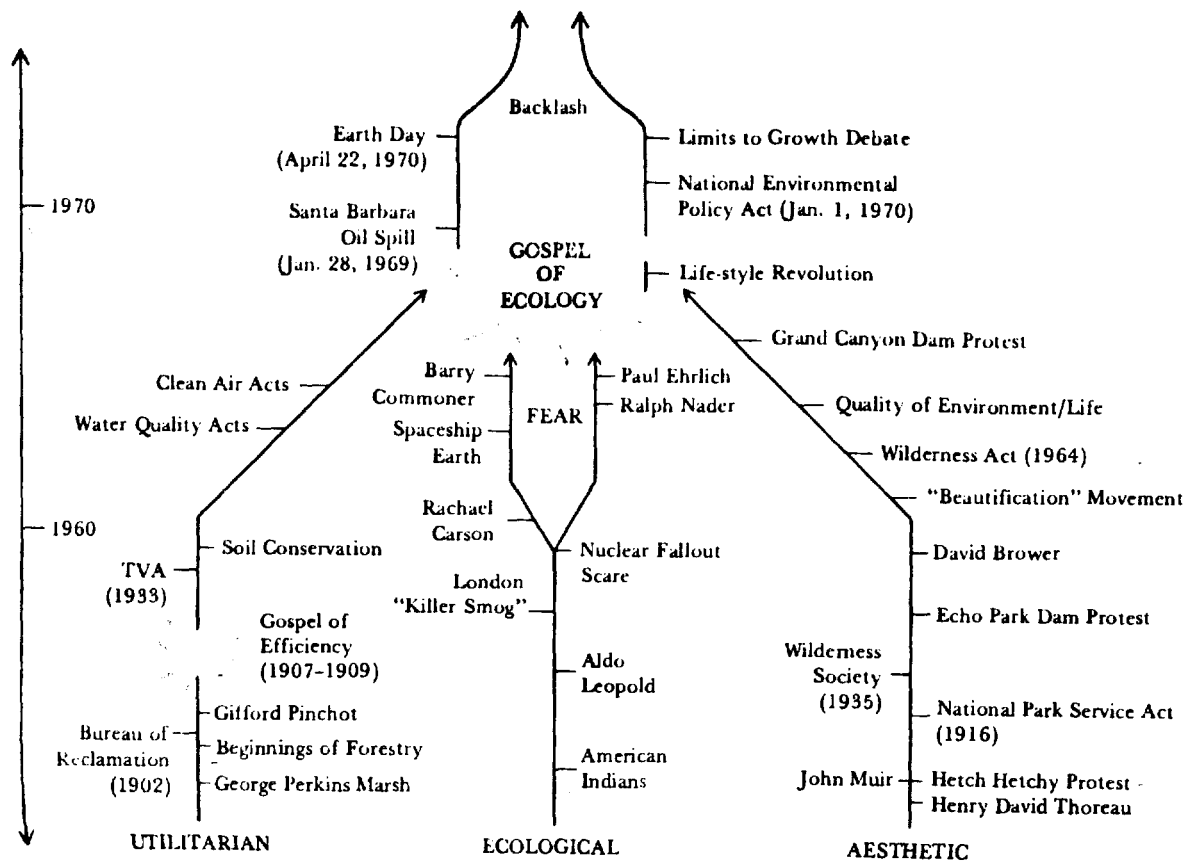 Backlash
Earth Day
(April 22, 1970)
Limits to Growth Debate
National Environmental
Policy Act (Jan. 1, 1970)
1970
Santa Barbara
Oil Spill
(Jan. 28, 1969)
GOSPEL
OF
ECOLOGY
Life-style Revolution
Grand Canyon Dam Protest
Clean Air Acts
Water Quality Acts
Barry
Commoner
Spaceship
Earth
FEAR
Paul Ehrlich
Ralph Nader
Quality of Environment/Life
Wilderness Act (1964)
"Beautification" Movement
1960
Rachael
Carson
Soil Conservation
TVA
(1933)
Nuclear Fallout
Scare
David Brower
London
"Killer Smog"
Echo Park Dam Protest
Gospel of
Efficiency
(1907-1909)
Aldo
Leopold
Wilderness
Society
(1935)
National Park Service Act
(1916)
Gifford Pinchot
Bureau of
Reclamation
(1902)
Beginnings of Forestry
George Perkins Marsh
American
Indians
John Muir
Hetch Hetchy Protest
Henry David Thoreau
UTILITARIAN
ECOLOGICAL
AESTHETIC